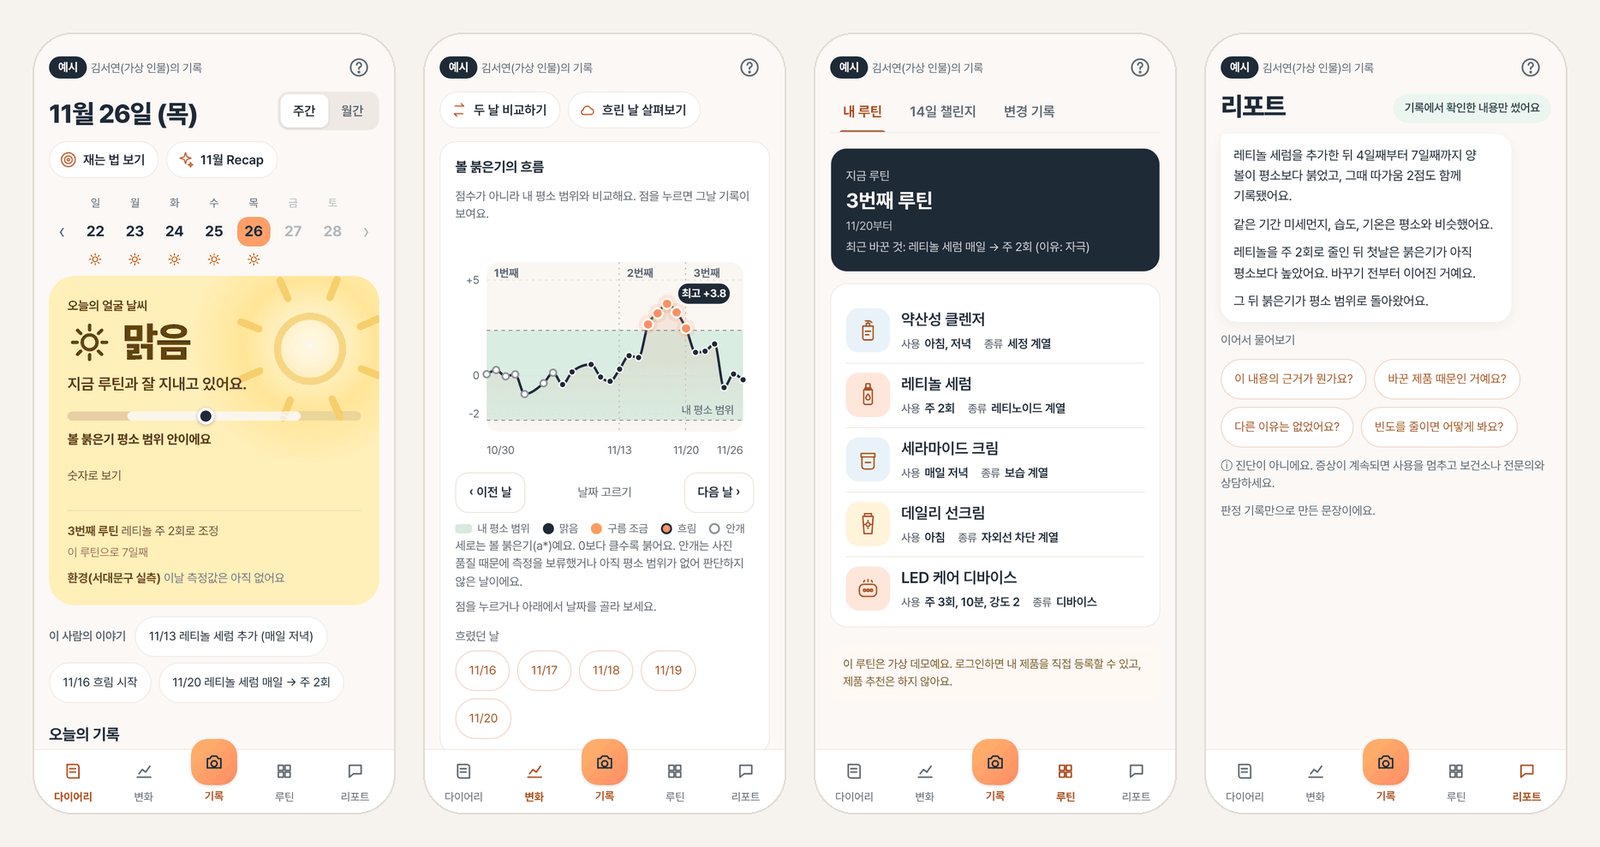 예시 김서연(가상 인물)의 기록
11월 26일 (목)
주간 월간
재는 법 보기 11월 Recap
일 월 화 수 목 금 토
‹ 22 23 24 25 26 27 28 ›
오늘의 얼굴 날씨
맑음
지금 루틴과 잘 지내고 있어요.
볼 붉은기 평소 범위 안이에요
숫자로 보기
3번째 루틴 레티놀 주 2회로 조정
이 루틴으로 7일째
환경(서대문구 실측) 이날 측정값은 아직 없어요
이 사람의 이야기 11/13 레티놀 세럼 추가 (매일 저녁)
11/16 흐림 시작 11/20 레티놀 세럼 매일 → 주 2회
오늘의 기록
다이어리 변화 기록 루틴 리포트
예시 김서연(가상 인물)의 기록
두 날 비교하기 흐린 날 살펴보기
볼 붉은기의 흐름
점수가 아니라 내 평소 범위와 비교해요. 점을 누르면 그날 기록이
보여요.
1번째 2번째 3번째
+5
최고 +3.8
0
-2
내 평소 범위
10/30 11/13 11/20 11/26
‹ 이전 날 날짜 고르기 다음 날 ›
내 평소 범위 맑음 구름 조금 흐림 안개
세로는 볼 붉은기(a*)예요. 0보다 클수록 붉어요. 안개는 사진
품질 때문에 측정을 보류했거나 아직 평소 범위가 없어 판단하지
않은 날이에요.
점을 누르거나 아래에서 날짜를 골라 보세요.
흐렸던 날
11/16 11/17 11/18 11/19
11/20
다이어리 변화 기록 루틴 리포트
예시 김서연(가상 인물)의 기록
내 루틴 14일 챌린지 변경 기록
지금 루틴
3번째 루틴
11/20부터
최근 바꾼 것: 레티놀 세럼 매일 → 주 2회 (이유: 자극)
약산성 클렌저
사용 아침, 저녁 종류 세정 계열
레티놀 세럼
사용 주 2회 종류 레티노이드 계열
세라마이드 크림
사용 매일 저녁 종류 보습 계열
데일리 선크림
사용 아침 종류 자외선 차단 계열
LED 케어 디바이스
사용 주 3회, 10분, 강도 2 종류 디바이스
이 루틴은 가상 데모예요. 로그인하면 내 제품을 직접 등록할 수 있고,
제품 추천은 하지 않아요.
다이어리 변화 기록 루틴 리포트
예시 김서연(가상 인물)의 기록
리포트
기록에서 확인한 내용만 썼어요
레티놀 세럼을 추가한 뒤 4일째부터 7일째까지 양
볼이 평소보다 붉었고, 그때 따가움 2점도 함께
기록됐어요.
같은 기간 미세먼지, 습도, 기온은 평소와 비슷했어요.
레티놀을 주 2회로 줄인 뒤 첫날은 붉은기가 아직
평소보다 높았어요. 바꾸기 전부터 이어진 거예요.
그 뒤 붉은기가 평소 범위로 돌아왔어요.
이어서 물어보기
이 내용의 근거가 뭔가요? 바꾼 제품 때문인 거예요?
다른 이유는 없었어요? 빈도를 줄이면 어떻게 봐요?
ⓘ 진단이 아니에요. 증상이 계속되면 사용을 멈추고 보건소나 전문의와
상담하세요.
판정 기록만으로 만든 문장이에요.
다이어리 변화 기록 루틴 리포트